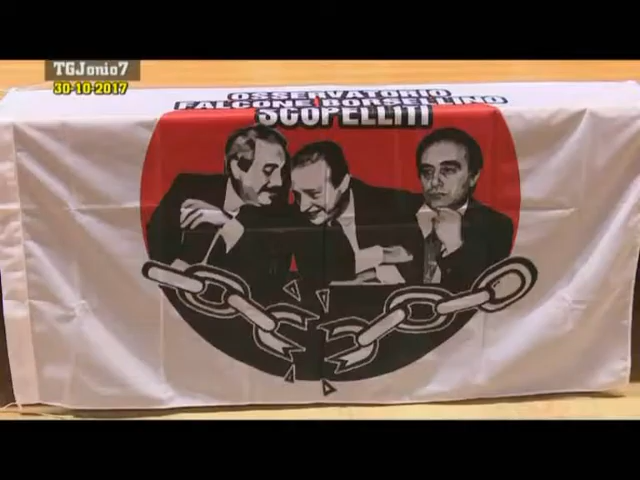 TGJonio7
30-10-2017
OSSERVATORIO
FALCONE BORSELLINO
SCOPELLITI